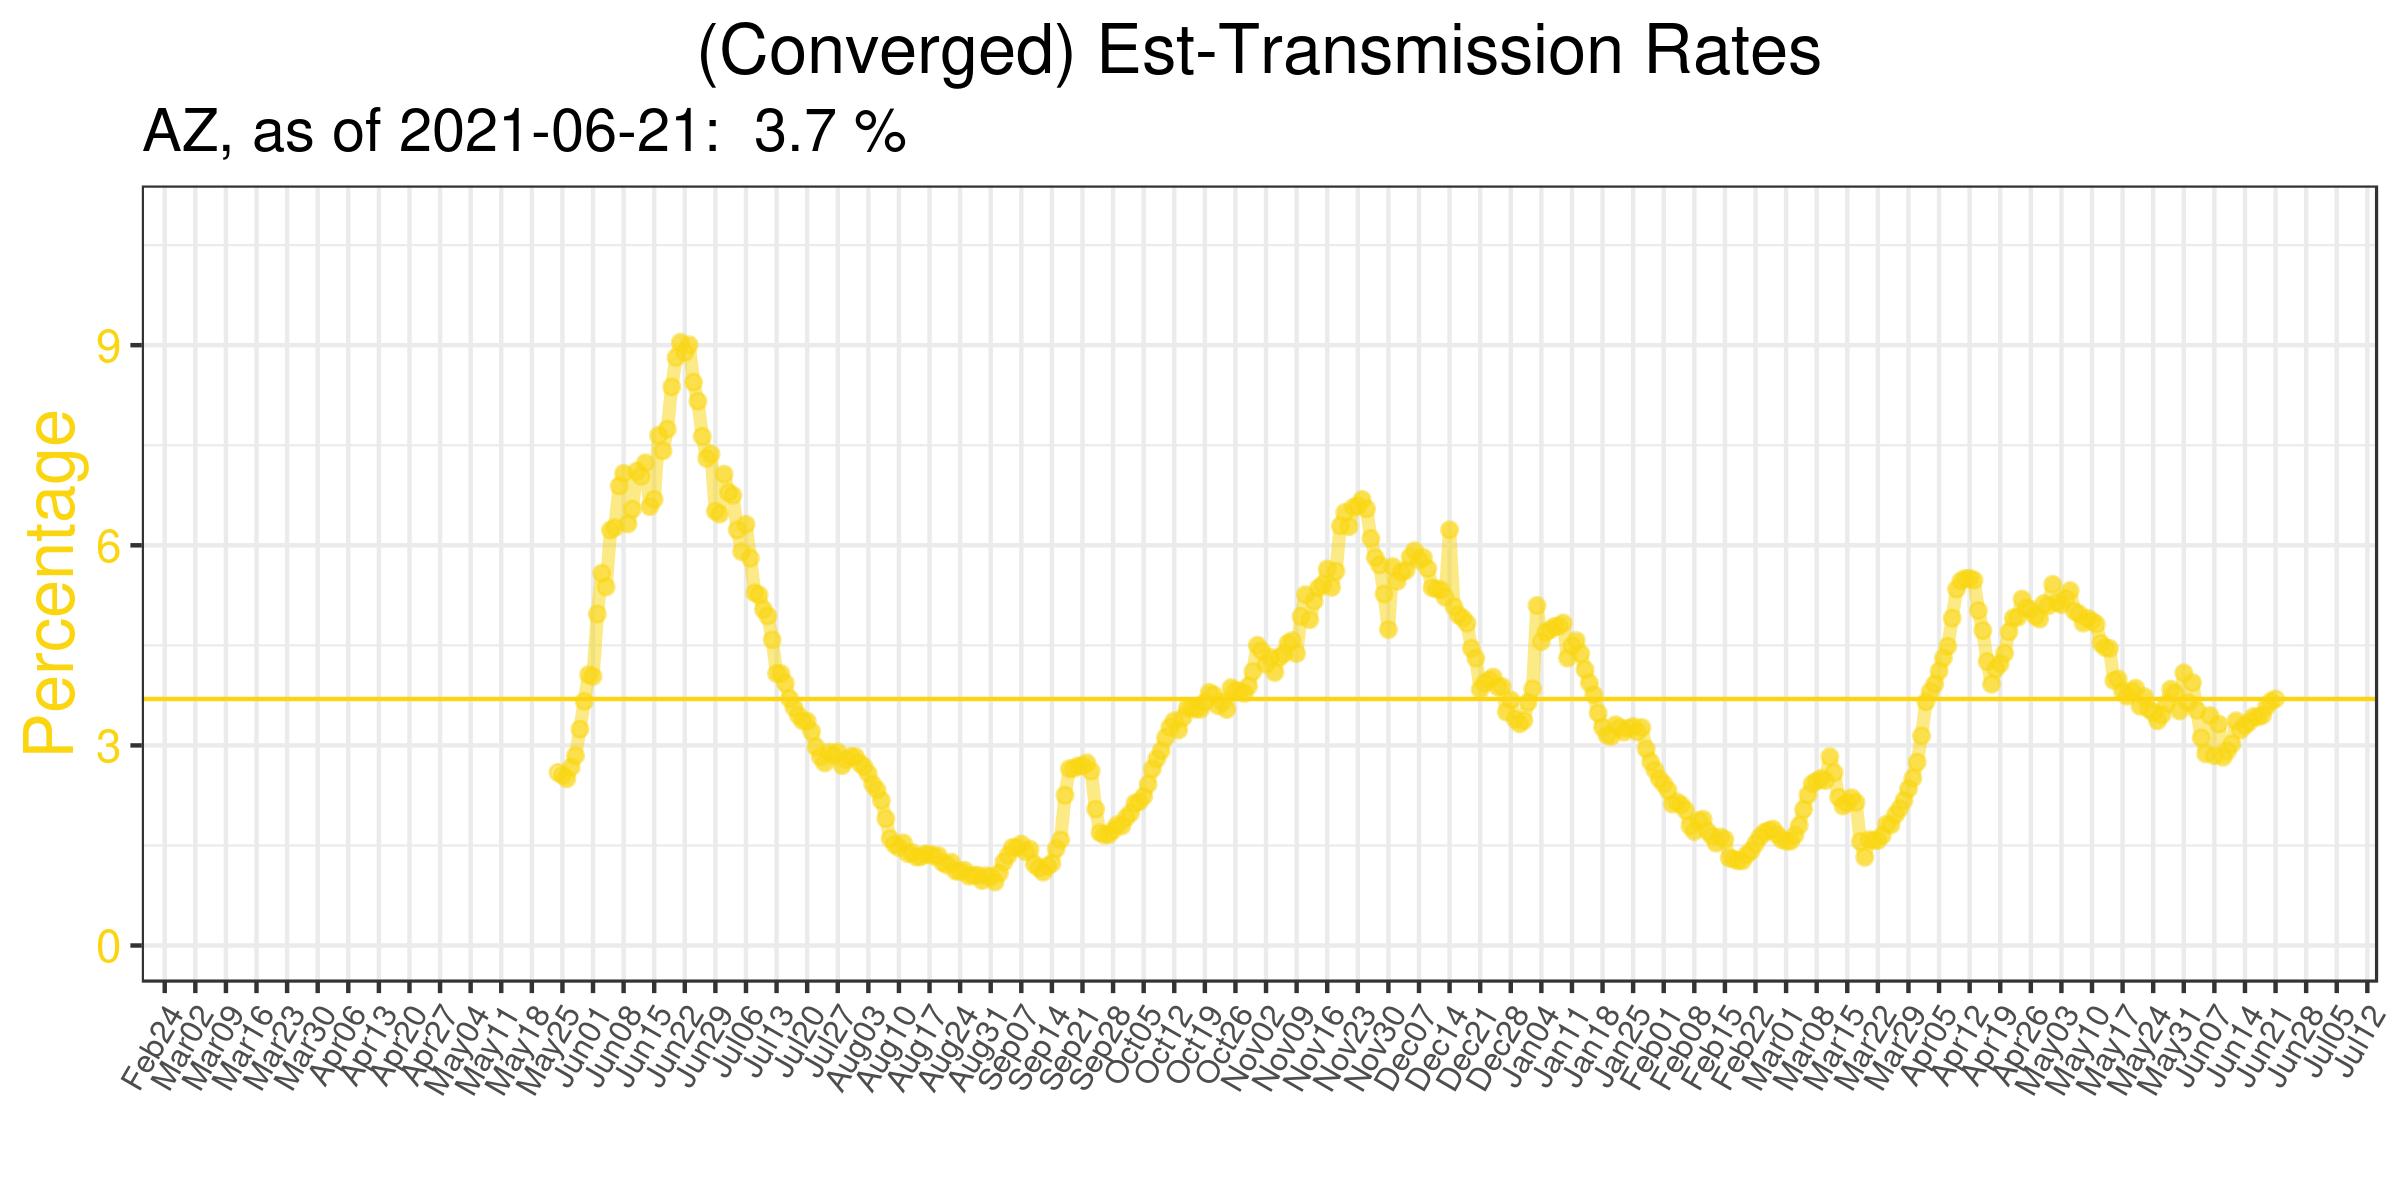 (Converged) Est-Transmission Rates
AZ, as of 2021-06-21: 3.7 %
Percentage
9
6
3
0
Feb24
Mar02
Mar09
Mar16
Mar23
Mar30
Apr06
Apr13
Apr20
Apr27
May04
May11
May18
May25
Jun01
Jun08
Jun15
Jun22
Jun29
Jul06
Jul13
Jul20
Jul27
Aug03
Aug10
Aug17
Aug24
Aug31
Sep07
Sep14
Sep21
Sep28
Oct05
Oct12
Oct19
Oct26
Nov02
Nov09
Nov16
Nov23
Nov30
Dec07
Dec14
Dec21
Dec28
Jan04
Jan11
Jan18
Jan25
Feb01
Feb08
Feb15
Feb22
Mar01
Mar08
Mar15
Mar22
Mar29
Apr05
Apr12
Apr19
Apr26
May03
May10
May17
May24
May31
Jun07
Jun14
Jun21
Jun28
Jul05
Jul12